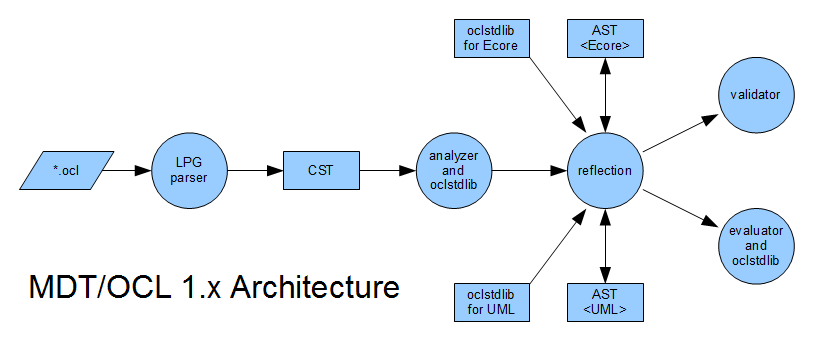 oclstdlib
for Ecore
AST
<Ecore>
validator
*.ocl
LPG
parser
CST
analyzer
and
oclstdlib
reflection
evaluator
and
oclstdlib
MDT/OCL 1.x Architecture
oclstdlib
for UML
AST
<UML>